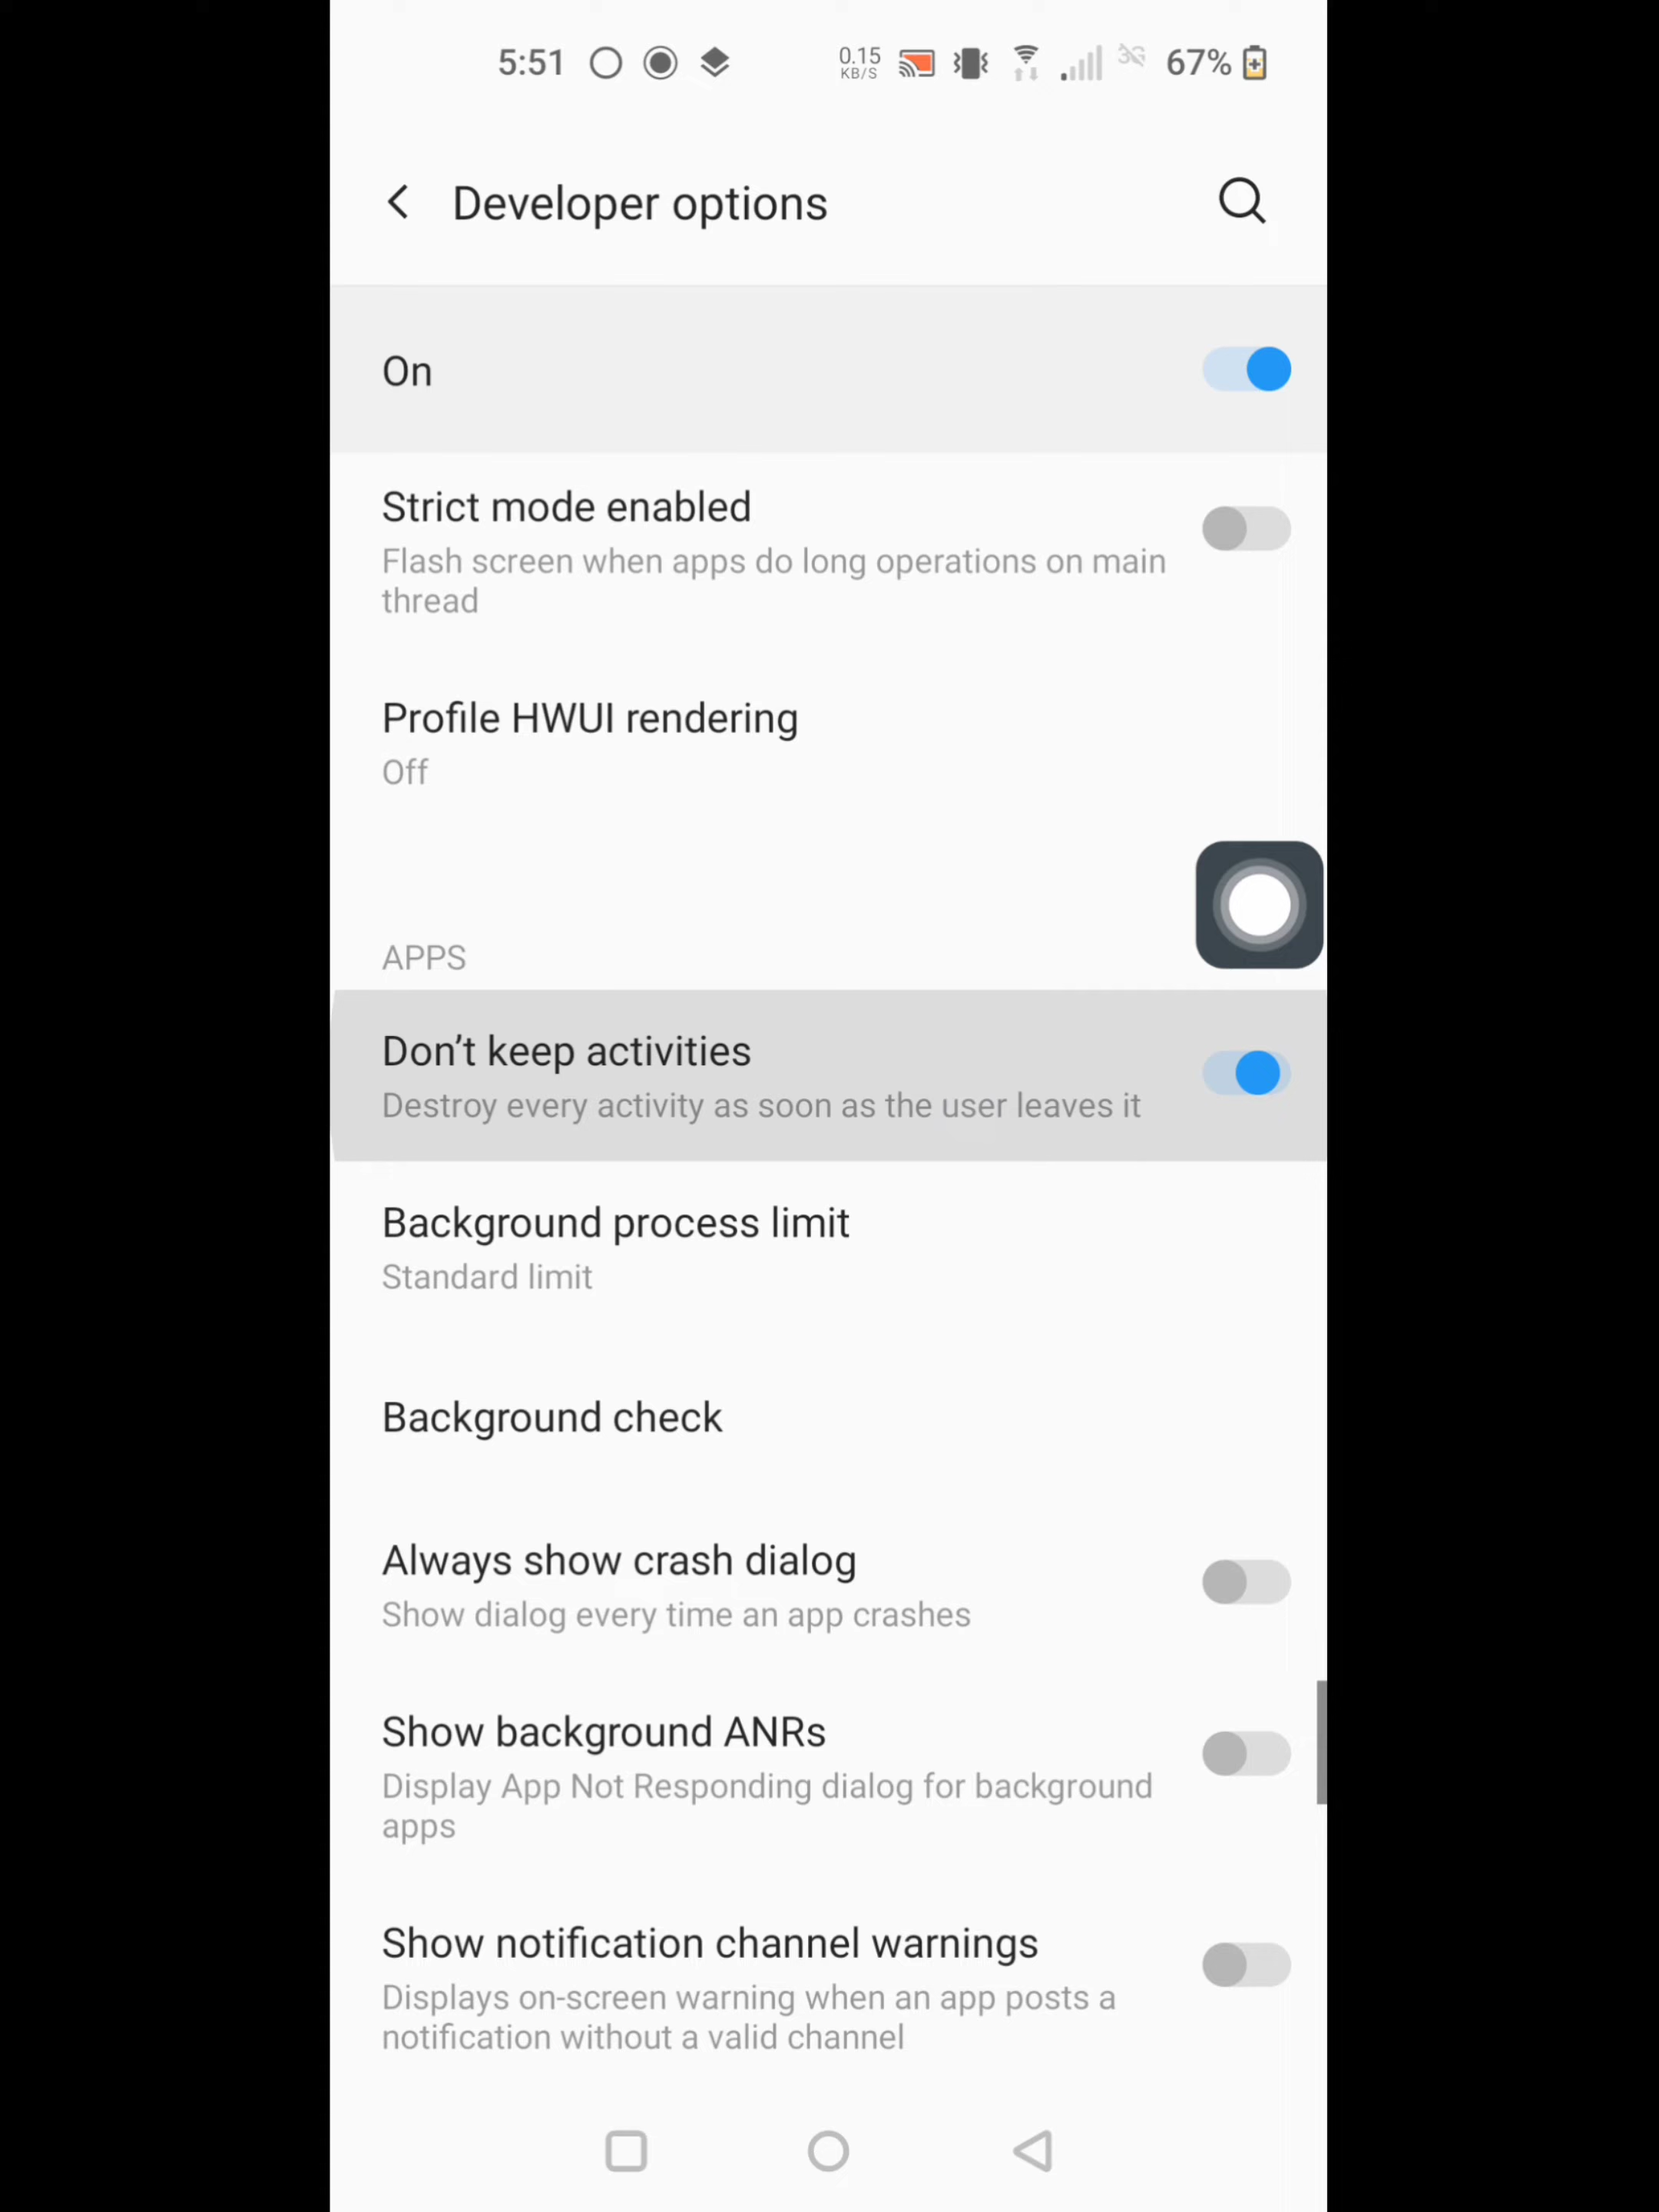 5:51 0.15 KB/S 3G 67%
Developer options
On
Strict mode enabled
Flash screen when apps do long operations on main
thread
Profile HWUI rendering
Off
APPS
Don’t keep activities
Destroy every activity as soon as the user leaves it
Background process limit
Standard limit
Background check
Always show crash dialog
Show dialog every time an app crashes
Show background ANRs
Display App Not Responding dialog for background
apps
Show notification channel warnings
Displays on-screen warning when an app posts a
notification without a valid channel